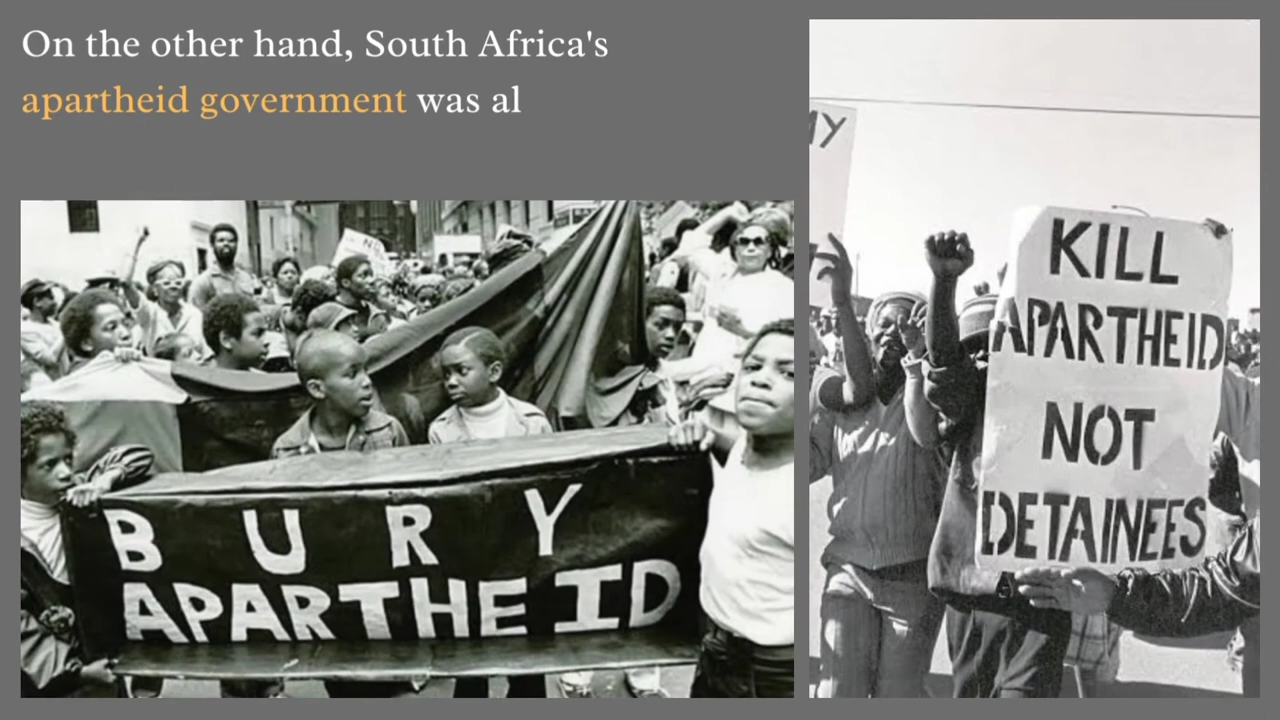 On the other hand, South Africa's
apartheid government was al
BURY
APARTHEID
KILL
APARTHEID
NOT
DETAINEES